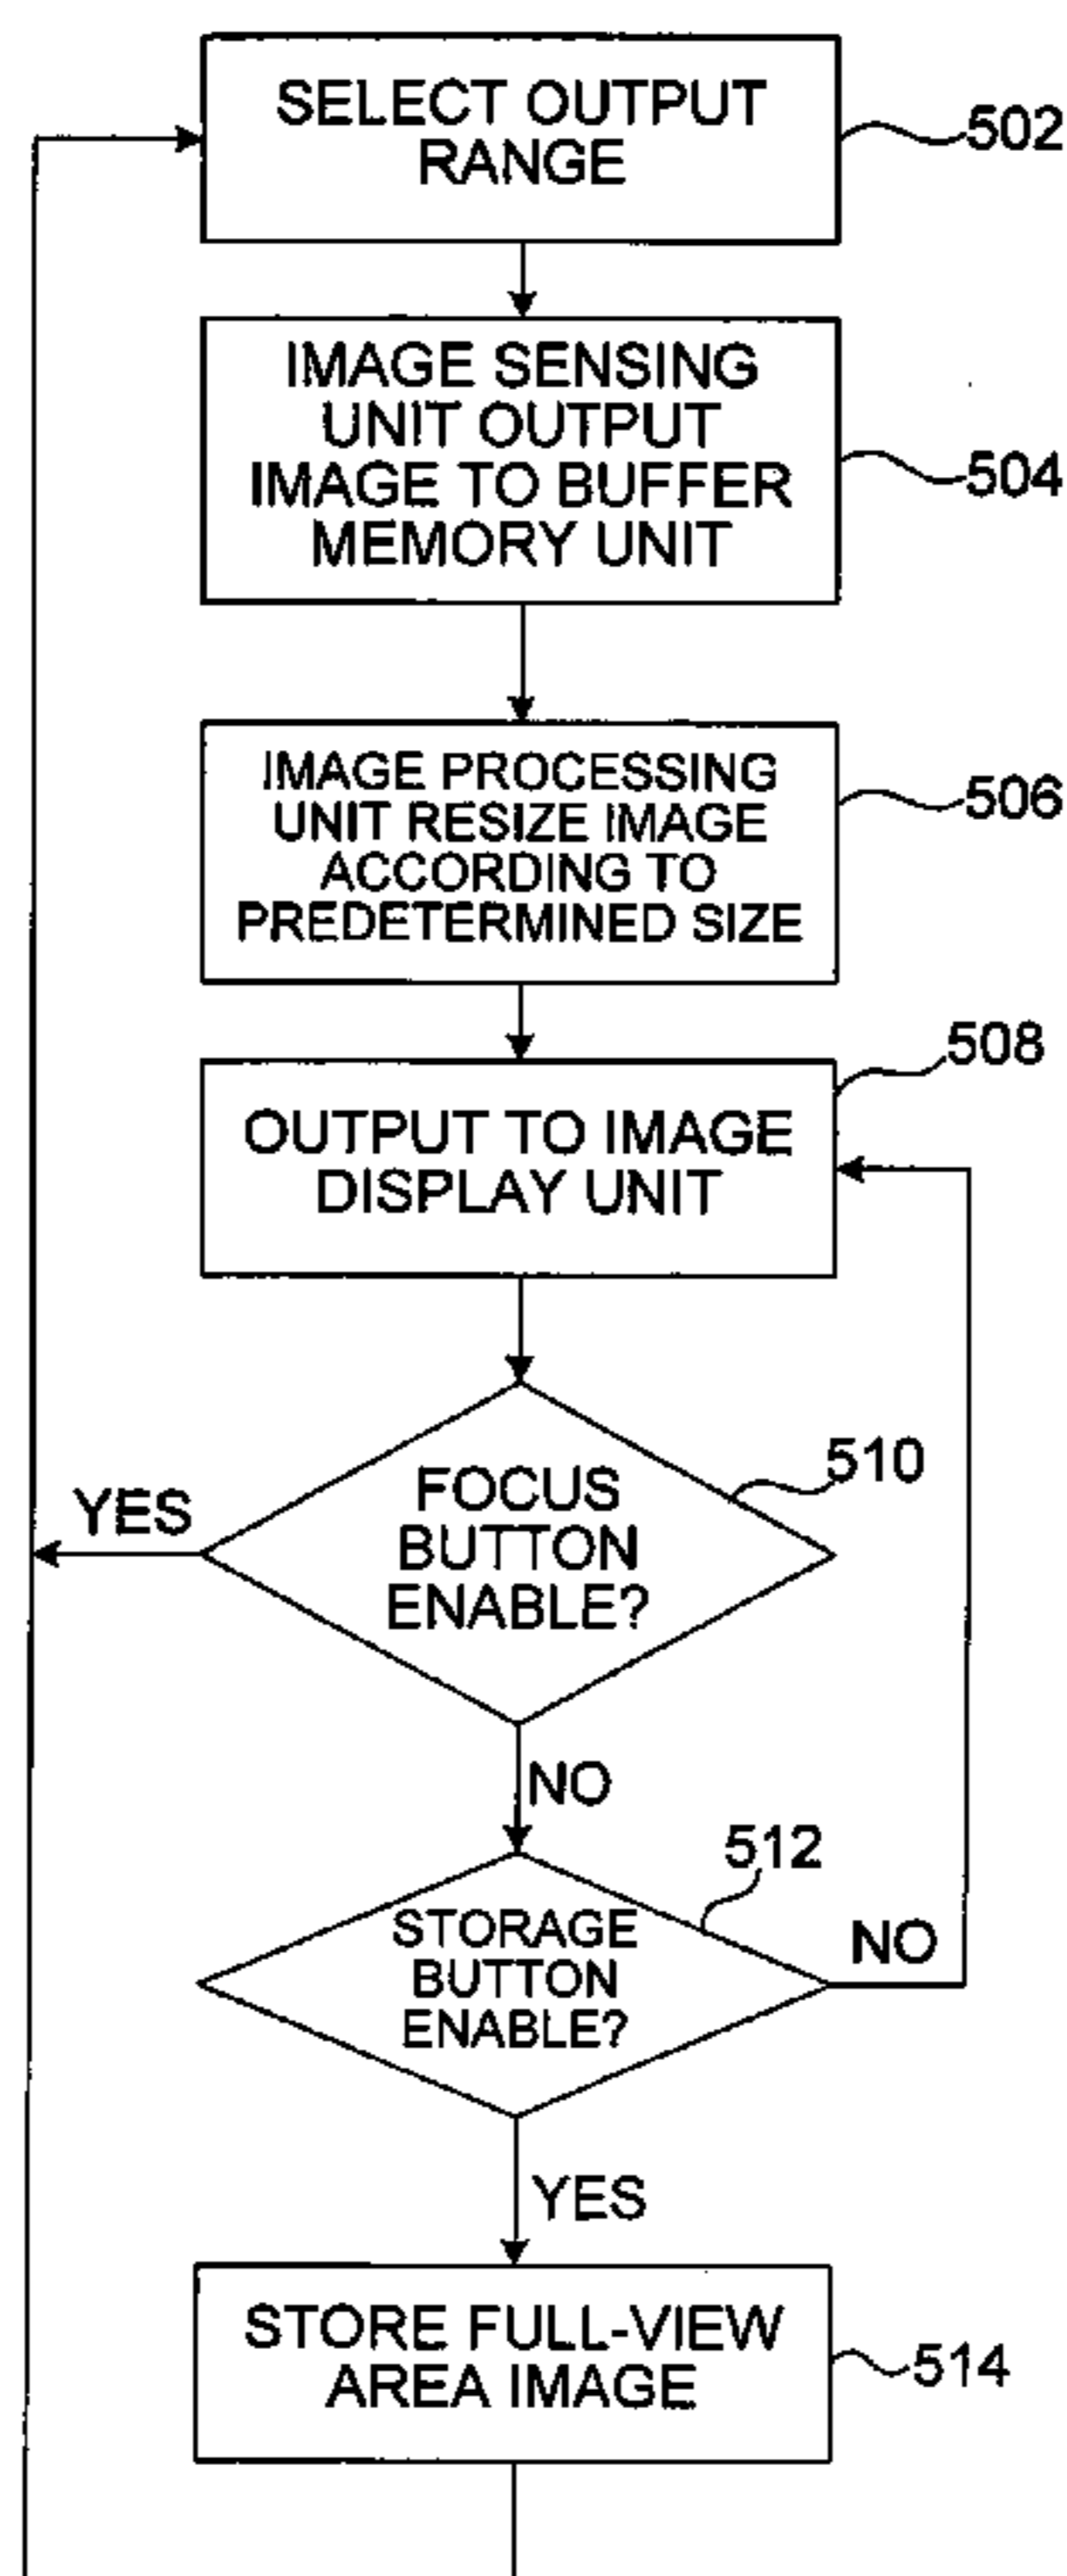 SELECT OUTPUT
RANGE
502
IMAGE SENSING
UNIT OUTPUT
IMAGE TO BUFFER
MEMORY UNIT
504
IMAGE PROCESSING
UNIT RESIZE IMAGE
ACCORDING TO
PREDETERMINED SIZE
506
508
OUTPUT TO IMAGE
DISPLAY UNIT
510
FOCUS
BUTTON
ENABLE?
YES
NO
512
STORAGE
BUTTON
ENABLE?
NO
YES
STORE FULL-VIEW
AREA IMAGE
514